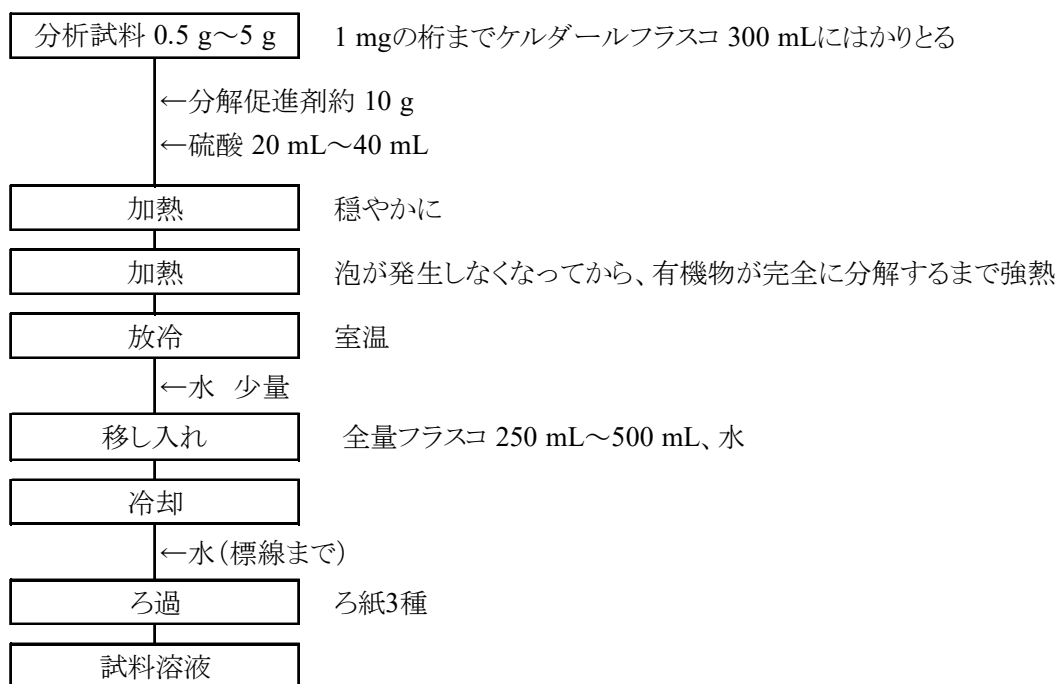 分析試料 0.5 g～5 g 1 mgの桁までケルダールフラスコ 300 mLにはかりとる
←分解促進剤約 10 g
←硫酸 20 mL～40 mL
加熱 穏やかに
加熱 泡が発生しなくなってから、有機物が完全に分解するまで強熱
放冷 室温
←水 少量
移し入れ 全量フラスコ 250 mL～500 mL、水
冷却
←水(標線まで)
ろ過 ろ紙3種
試料溶液